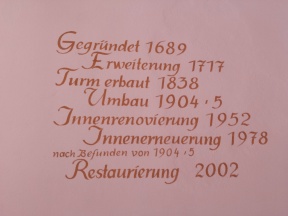 Gegründet 1689
Erweiterung 1717
Turm erbaut 1838
Umbau 1904-5
Innenrenovierung 1952
Innenerneuerung 1978
nach Befunden von 1904-5
Restaurierung 2002